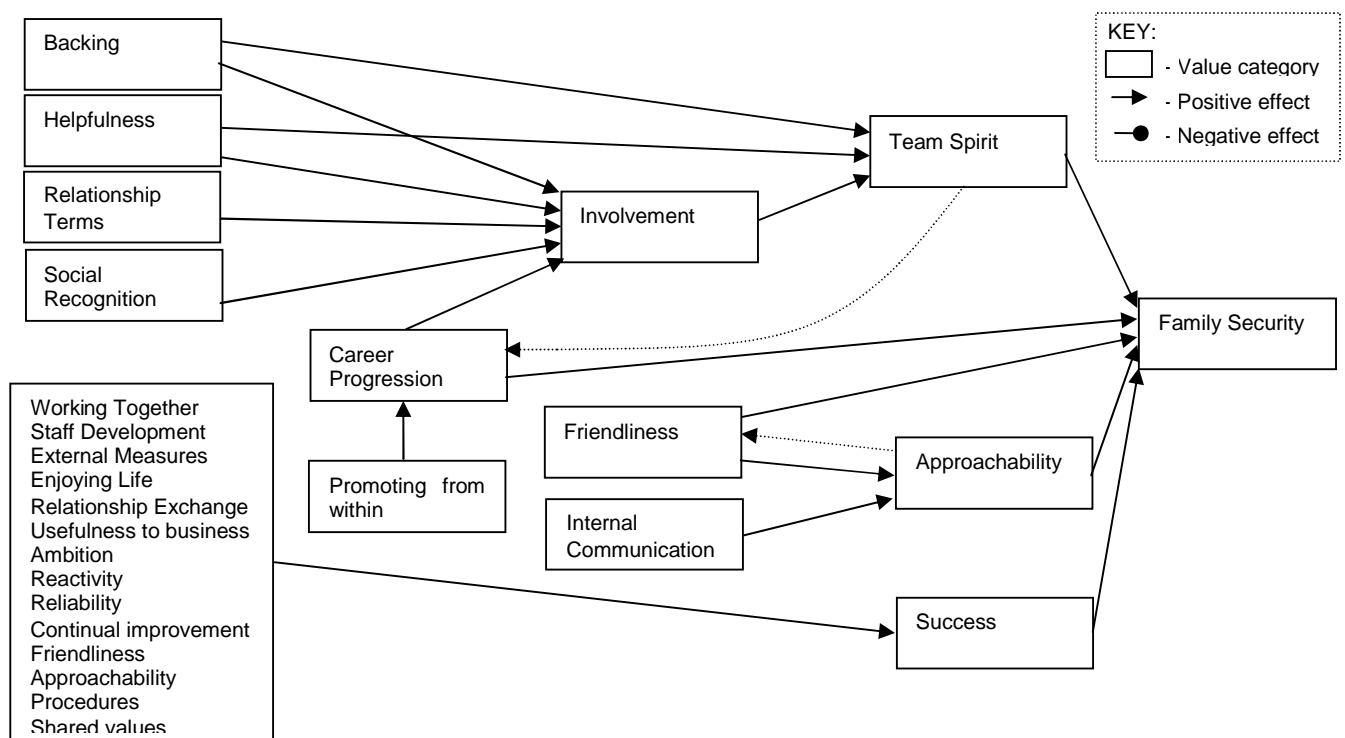 Backing
Helpfulness
Relationship
Terms
Social
Recognition
Involvement
Team Spirit
KEY:
- Value category
- Positive effect
- Negative effect
Family Security
Career
Progression
Promoting from
within
Friendliness
Internal
Communication
Approachability
Success
Working Together
Staff Development
External Measures
Enjoying Life
Relationship Exchange
Usefulness to business
Ambition
Reactivity
Reliability
Continual improvement
Friendliness
Approachability
Procedures
Shared values